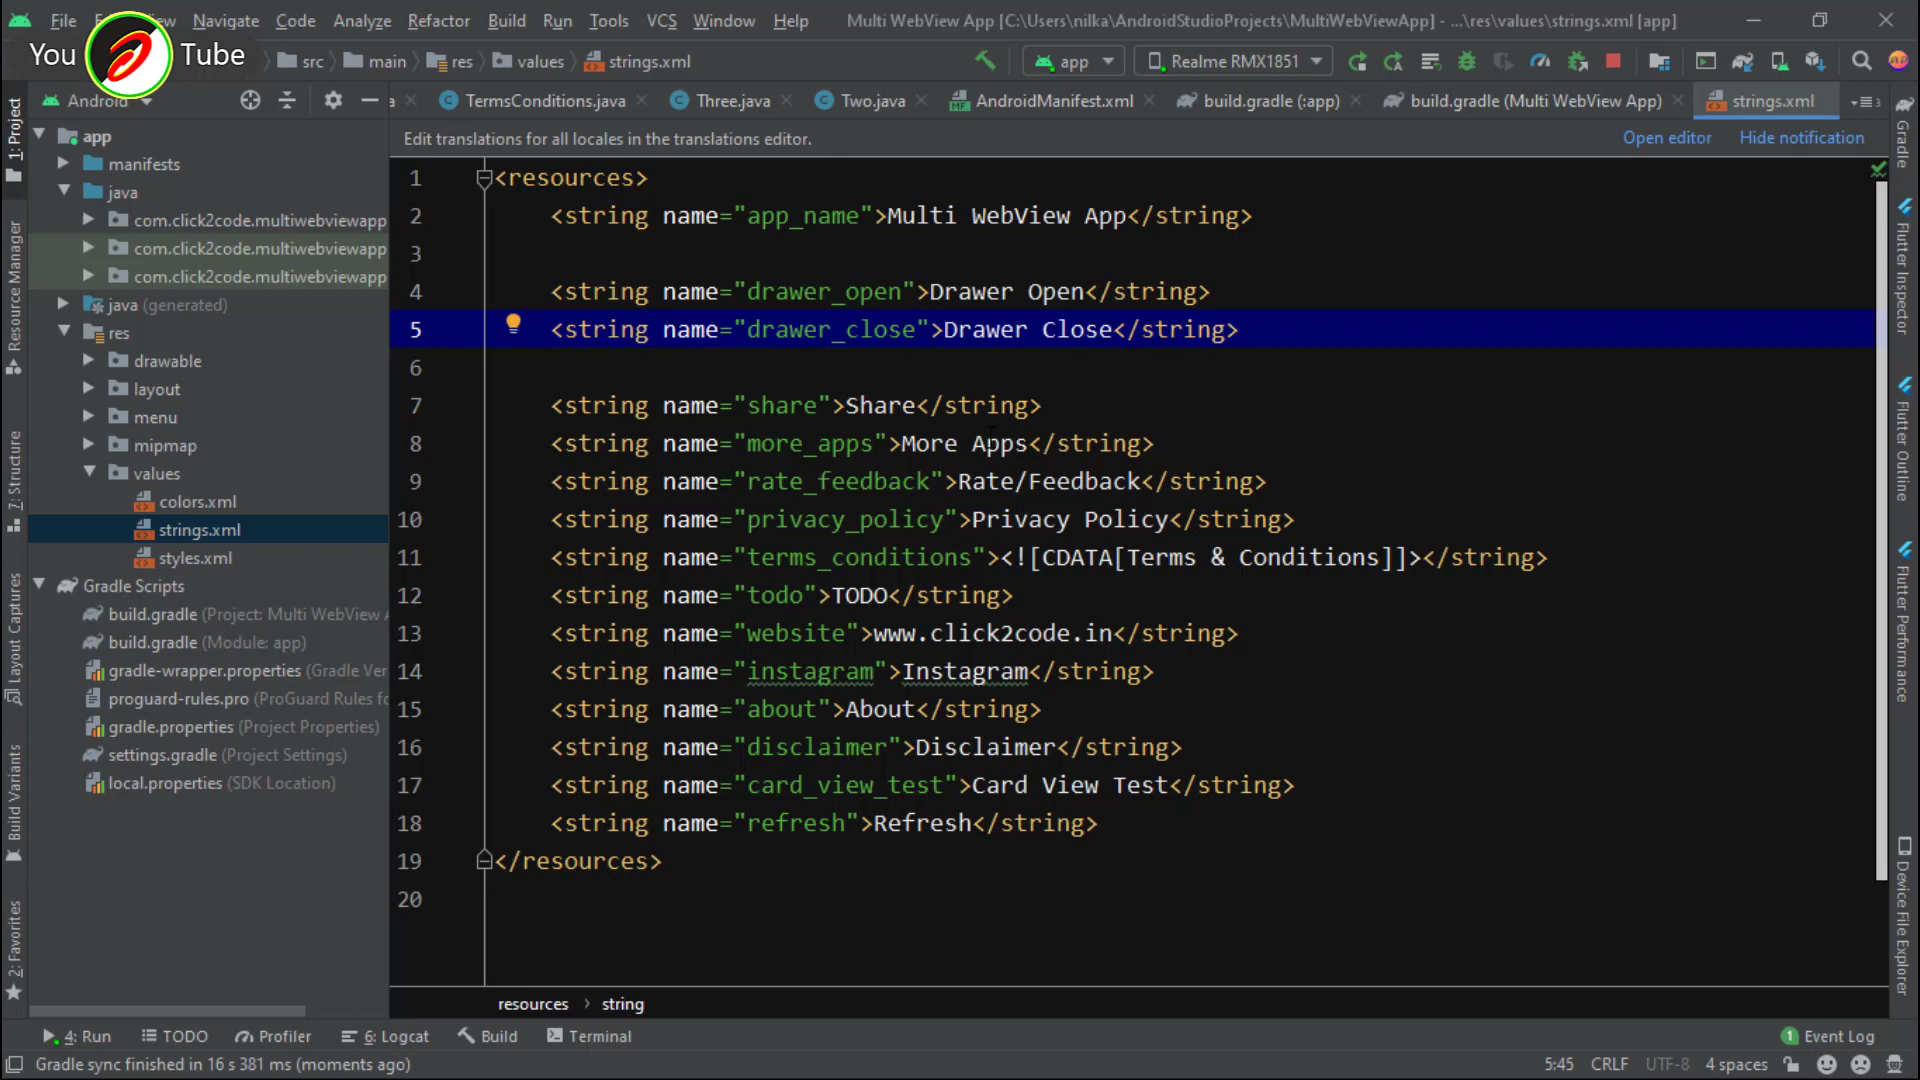 File View Navigate Code Analyze Refactor Build Run Tools VCS Window Help Multi WebView App [C:\Users\nilka\AndroidStudioProjects\MultiWebViewApp] - ...\res\values\strings.xml [app]
You Tube
src main res values strings.xml app Realme RMX1851
Android a TermsConditions.java Three.java Two.java AndroidManifest.xml build.gradle (:app) build.gradle (Multi WebView App) strings.xml 3
Edit translations for all locales in the translations editor. Open editor Hide notification
1: Project
Resource Manager
7: Structure
Layout Captures
Build Variants
2: Favorites
app
manifests
java
com.click2code.multiwebviewapp
com.click2code.multiwebviewapp
com.click2code.multiwebviewapp
java (generated)
res
drawable
layout
menu
mipmap
values
colors.xml
strings.xml
styles.xml
Gradle Scripts
build.gradle (Project: Multi WebView A
build.gradle (Module: app)
gradle-wrapper.properties (Gradle Ver
proguard-rules.pro (ProGuard Rules fo
gradle.properties (Project Properties)
settings.gradle (Project Settings)
local.properties (SDK Location)
1 <resources>
2 <string name="app_name">Multi WebView App</string>
3
4 <string name="drawer_open">Drawer Open</string>
5 <string name="drawer_close">Drawer Close</string>
6
7 <string name="share">Share</string>
8 <string name="more_apps">More Apps</string>
9 <string name="rate_feedback">Rate/Feedback</string>
10 <string name="privacy_policy">Privacy Policy</string>
11 <string name="terms_conditions"><![CDATA[Terms & Conditions]]></string>
12 <string name="todo">TODO</string>
13 <string name="website">www.click2code.in</string>
14 <string name="instagram">Instagram</string>
15 <string name="about">About</string>
16 <string name="disclaimer">Disclaimer</string>
17 <string name="card_view_test">Card View Test</string>
18 <string name="refresh">Refresh</string>
19 </resources>
20
Gradle
Flutter Inspector
Flutter Outline
Flutter Performance
Device File Explorer
resources › string
4: Run TODO Profiler 6: Logcat Build Terminal 1 Event Log
Gradle sync finished in 16 s 381 ms (moments ago) 5:45 CRLF UTF-8 4 spaces